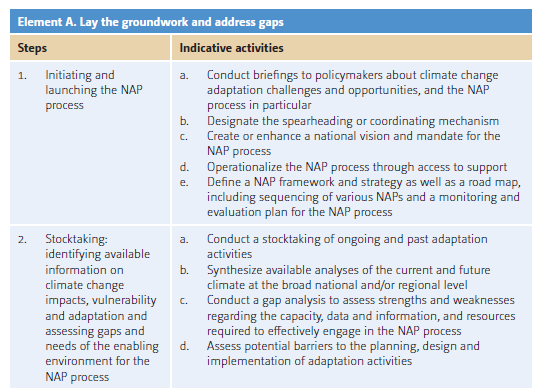 Element A. Lay the groundwork and address gaps
Steps
Indicative activities
1. Initiating and
launching the NAP
process
a. Conduct briefings to policymakers about climate change
adaptation challenges and opportunities, and the NAP
process in particular
b. Designate the spearheading or coordinating mechanism
c. Create or enhance a national vision and mandate for the
NAP process
d. Operationalize the NAP process through access to support
e. Define a NAP framework and strategy as well as a road map,
including sequencing of various NAPs and a monitoring and
evaluation plan for the NAP process
2. Stocktaking:
identifying available
information on
climate change
impacts, vulnerability
and adaptation and
assessing gaps and
needs of the enabling
environment for the
NAP process
a. Conduct a stocktaking of ongoing and past adaptation
activities
b. Synthesize available analyses of the current and future
climate at the broad national and/or regional level
c. Conduct a gap analysis to assess strengths and weaknesses
regarding the capacity, data and information, and resources
required to effectively engage in the NAP process
d. Assess potential barriers to the planning, design and
implementation of adaptation activities